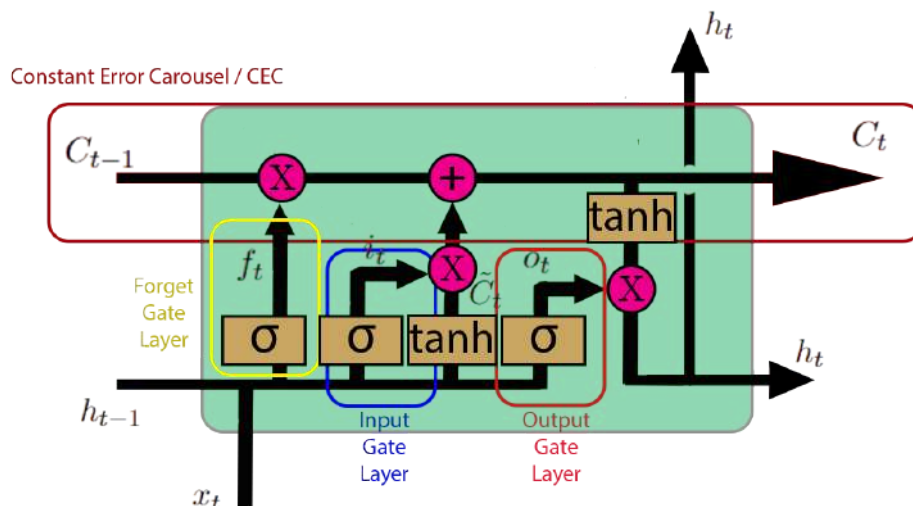 h_t
Constant Error Carousel / CEC
C_{t-1}
C_t
X
+
tanh
f_t
i_t
X
C̃_t
o_t
X
Forget
Gate
Layer
σ
σ
tanh
σ
h_t
h_{t-1}
Input
Gate
Layer
Output
Gate
Layer
x_t